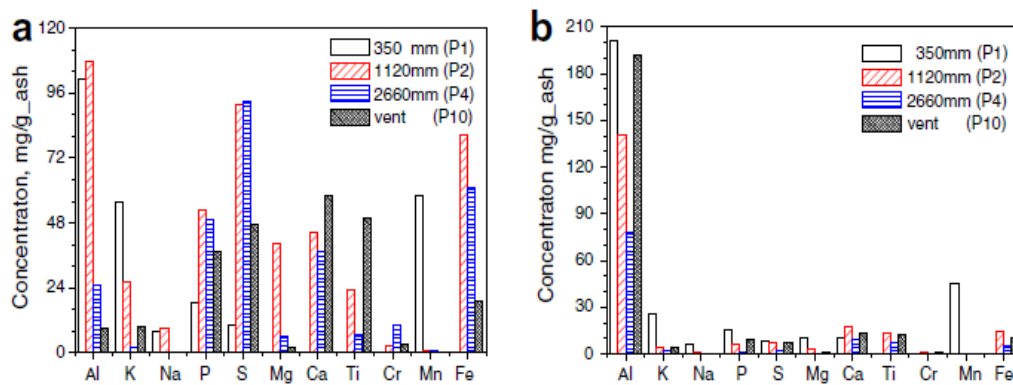 a
Concentraton, mg/g_ash
120
96
72
48
24
0
350 mm (P1)
1120mm (P2)
2660mm (P4)
vent (P10)
Al K Na P S Mg Ca Ti Cr Mn Fe
b
Concentraton mg/g_ash
210
180
150
120
90
60
30
0
350mm (P1)
1120mm (P2)
2660mm (P4)
vent (P10)
Al K Na P S Mg Ca Ti Cr Mn Fe